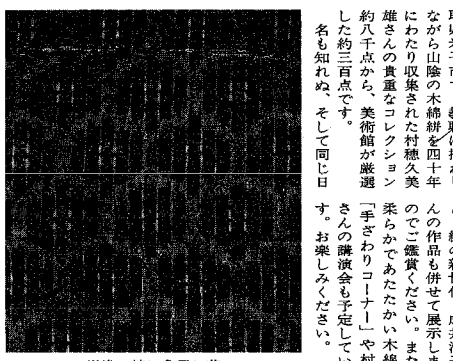 ながら山陰の木綿絣を四十年
にわたり収集された村穂久美
雄さんの貴重なコレクション
約八千点から、美術館が厳選
した約三百点です。
名も知れぬ、そして同じ日
んの作品も併せて展示しま
のでご鑑賞ください。また
柔らかであたたかい木綿
「手ざわりコーナー」や村
さんの講演会も予定してい
す。お楽しみください。